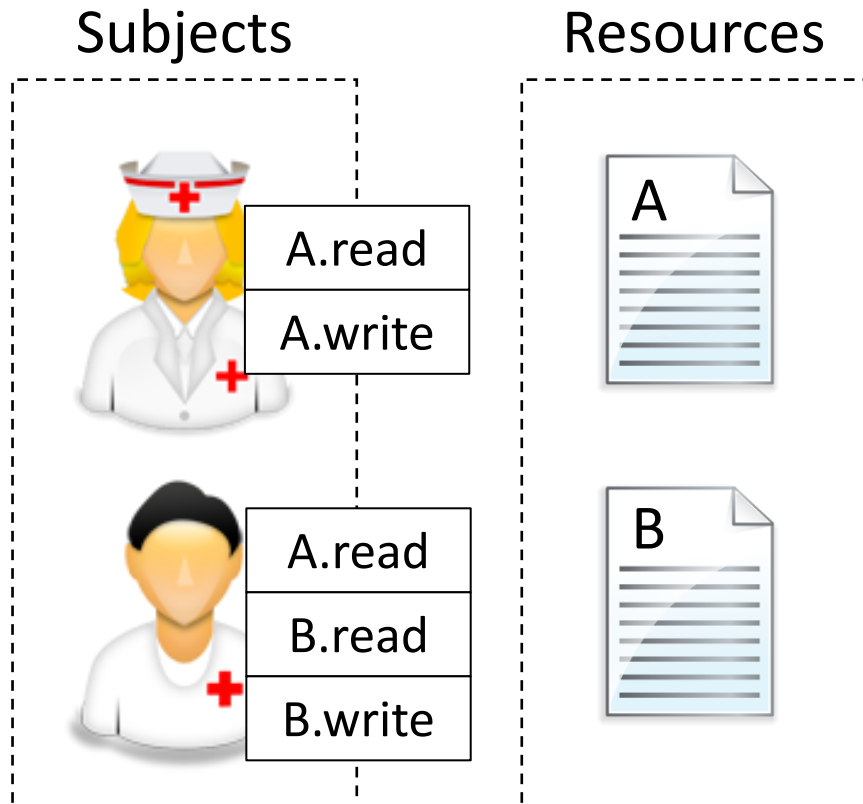 Subjects
Resources
A.read
A.write
A
A.read
B.read
B.write
B